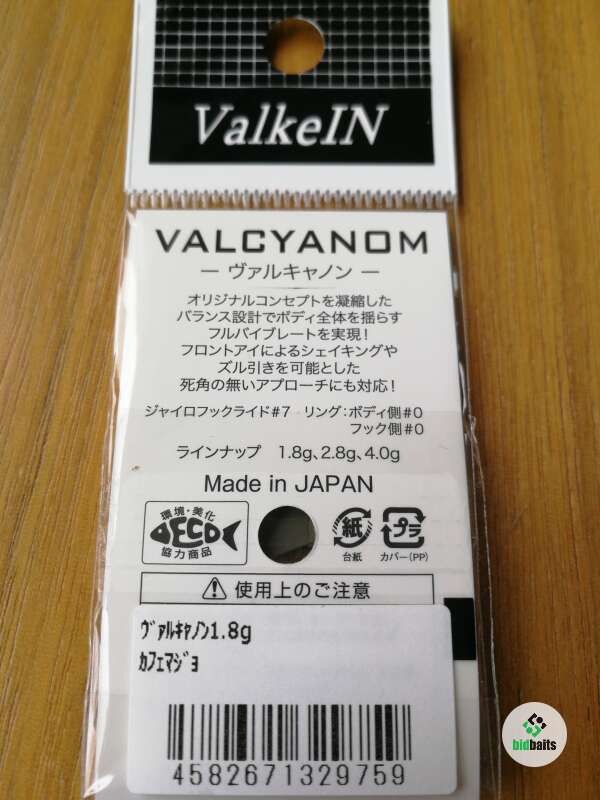 ValkeIN
VALCYANOM
— ヴァルキャノン —
オリジナルコンセプトを凝縮した
バランス設計でボディ全体を揺らす
フルバイブレートを実現！
フロントアイによるシェイキングや
ズル引きを可能とした
死角の無いアプローチにも対応！
ジャイロフックライド#7 リング：ボディ側#0
フック側#0
ラインナップ 1.8g、2.8g、4.0g
Made in JAPAN
環境・美化
ECO
協力商品
紙
台紙
プラ
カバー(PP)
使用上のご注意
ヴァルキャノン1.8g
カフェマジョ
4582671329759
bidbaits